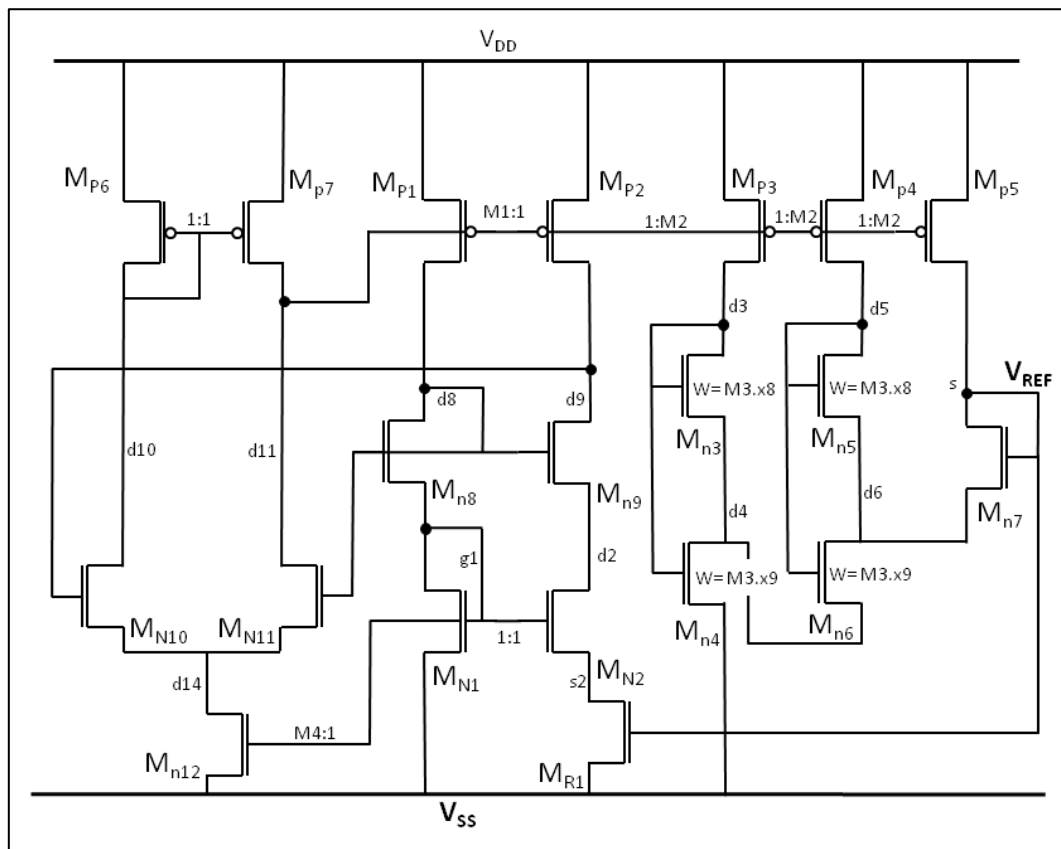 VDD
MP6
Mp7
MP1
MP2
MP3
Mp4
Mp5
1:1
M1:1
1:M2
1:M2
1:M2
d3
d5
s
VREF
W=M3.x8
W=M3.x8
d8
d9
Mn3
Mn5
d10
d11
Mn8
Mn9
d4
d6
Mn7
g1
d2
W=M3.x9
W=M3.x9
MN10
MN11
1:1
Mn4
Mn6
MN1
MN2
d14
s2
M4:1
Mn12
MR1
VSS